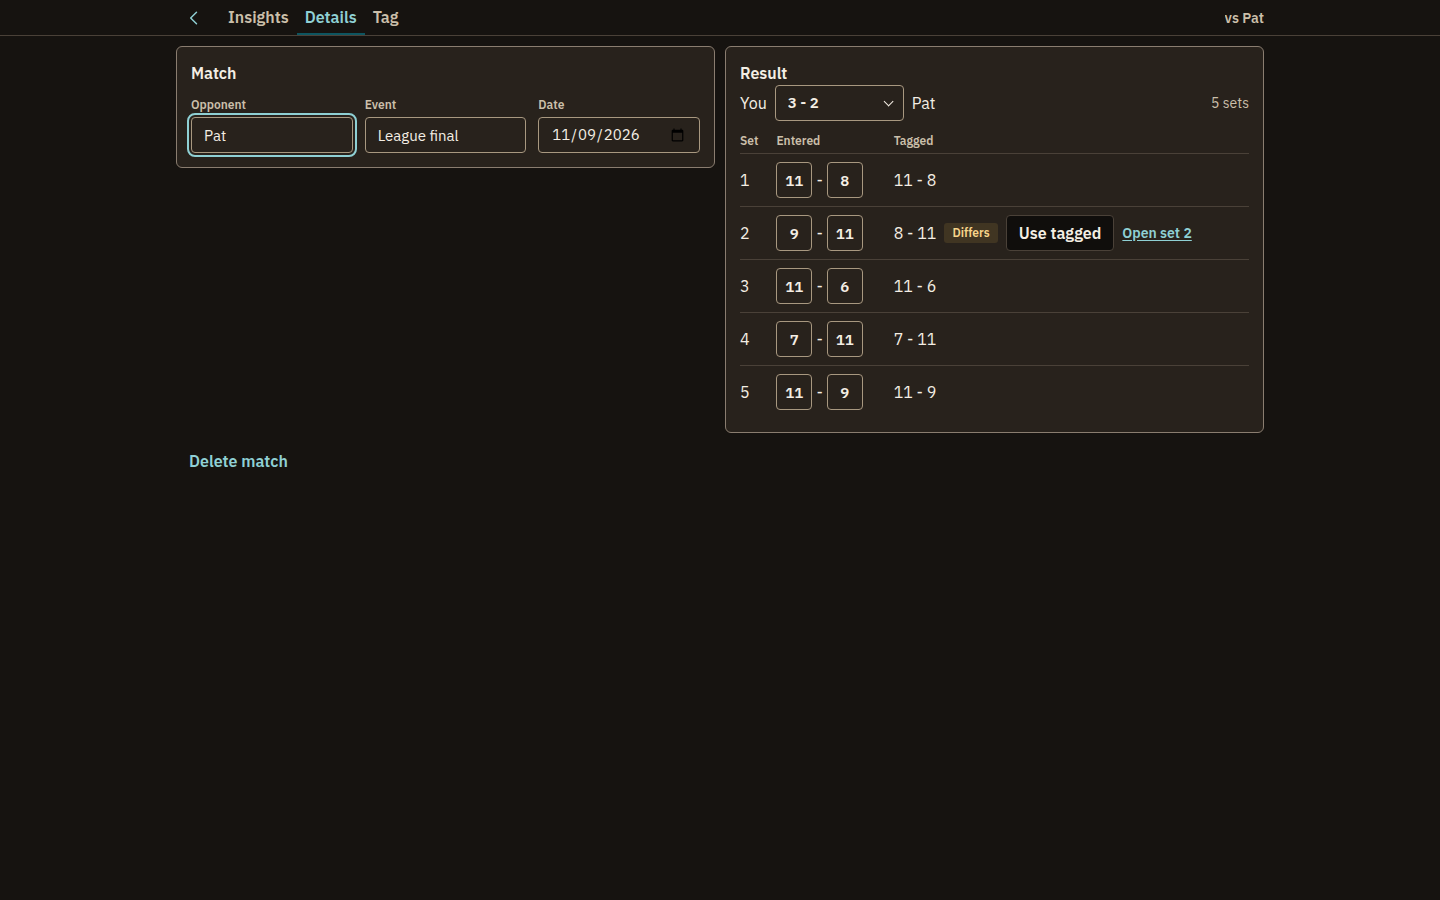 Insights Details Tag vs Pat
Match
Opponent Event Date
Pat League final 11/09/2026
Result
You 3 - 2 Pat 5 sets
Set Entered Tagged
1 11 - 8 11 - 8
2 9 - 11 8 - 11 Differs Use tagged Open set 2
3 11 - 6 11 - 6
4 7 - 11 7 - 11
5 11 - 9 11 - 9
Delete match